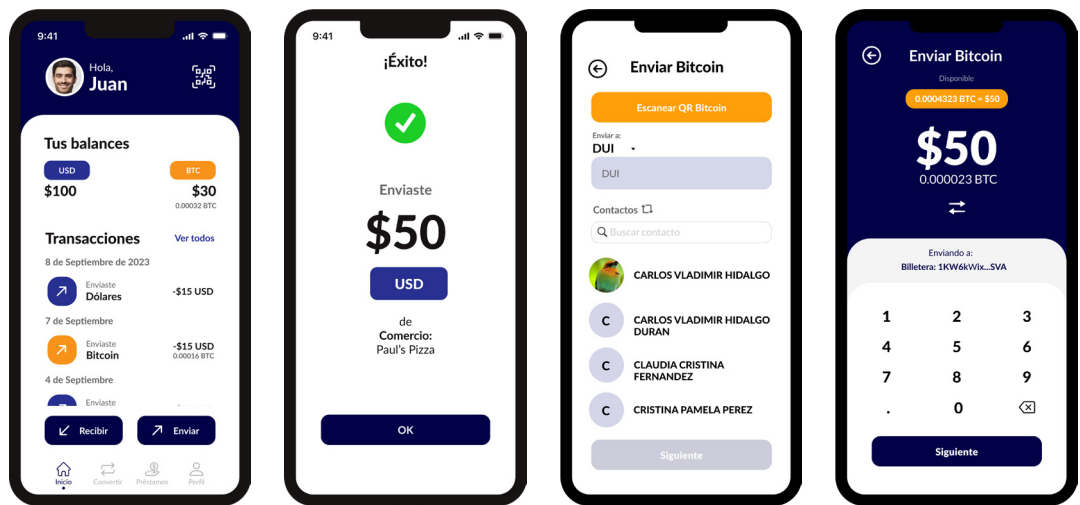 9:41
Hola,
Juan
Tus balances
USD
BTC
$100
$30
0.00032 BTC
Transacciones
Ver todos
8 de Septiembre de 2023
Enviaste
Dólares
-$15 USD
7 de Septiembre
Enviaste
Bitcoin
-$15 USD
0.00016 BTC
4 de Septiembre
Enviaste
Recibir
Enviar
Inicio
Convertir
Préstamos
Perfil
9:41
¡Éxito!
Enviaste
$50
USD
de
Comercio:
Paul's Pizza
OK
Enviar Bitcoin
Escanear QR Bitcoin
Enviar a:
DUI
DUI
Contactos
Buscar contacto
CARLOS VLADIMIR HIDALGO
C
CARLOS VLADIMIR HIDALGO
DURAN
C
CLAUDIA CRISTINA
FERNANDEZ
C
CRISTINA PAMELA PEREZ
Siguiente
Enviar Bitcoin
Disponible
0.0004323 BTC = $50
$50
0.000023 BTC
Enviando a:
Billetera: 1KW6kWix...SVA
1 2 3
4 5 6
7 8 9
. 0
Siguiente